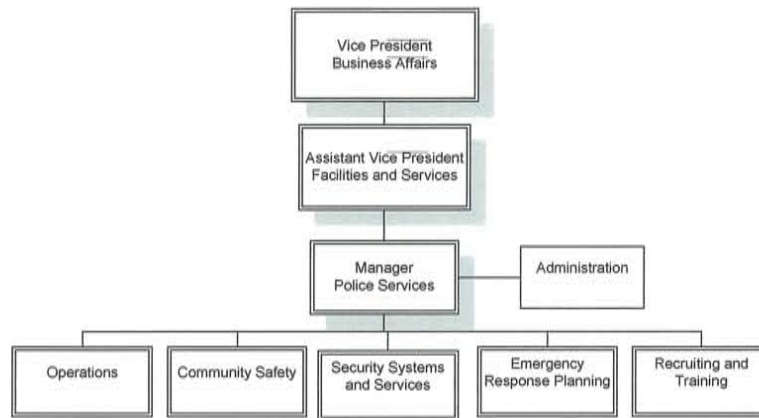 Vice President
Business Affairs
Assistant Vice President
Facilities and Services
Manager
Police Services
Administration
Operations
Community Safety
Security Systems
and Services
Emergency
Response Planning
Recruiting and
Training